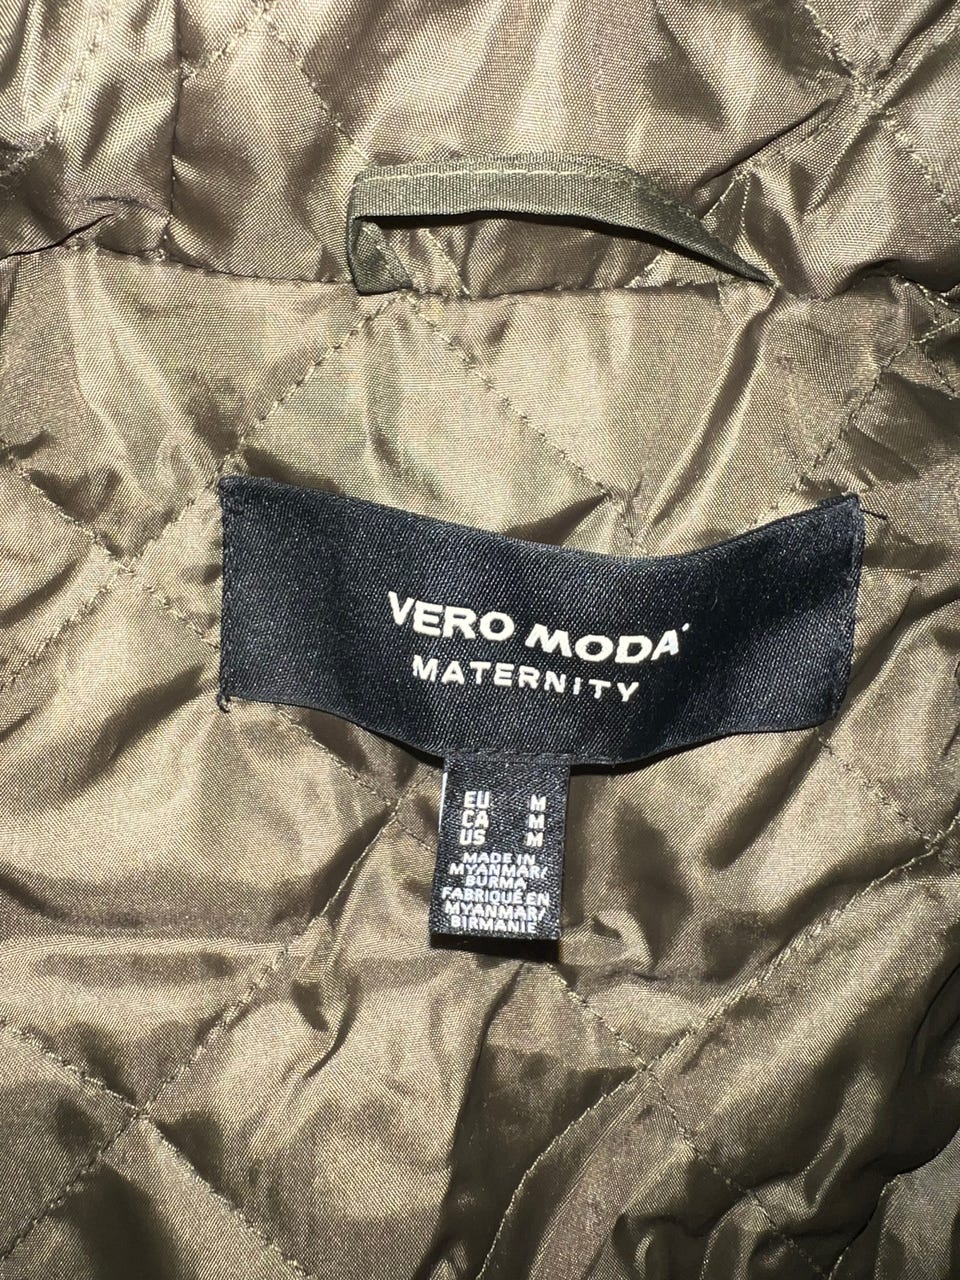 VERO MODA
MATERNITY
EU M
CA M
US M
MADE IN
MYANMAR/
BURMA
FABRIQUÉ EN
MYANMAR/
BIRMANIE